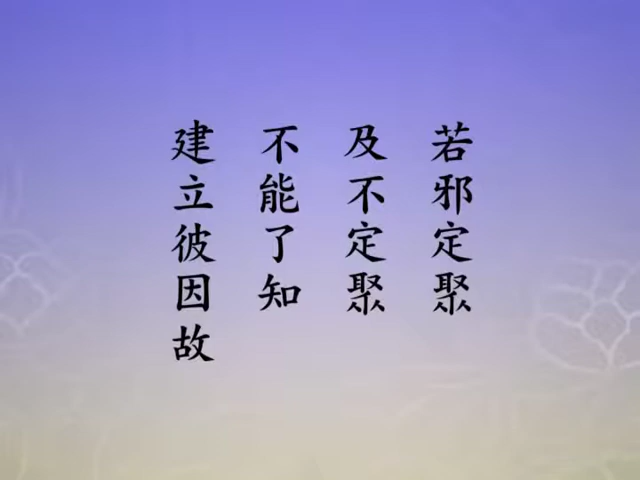 若邪定聚
及不定聚
不能了知
建立彼因故